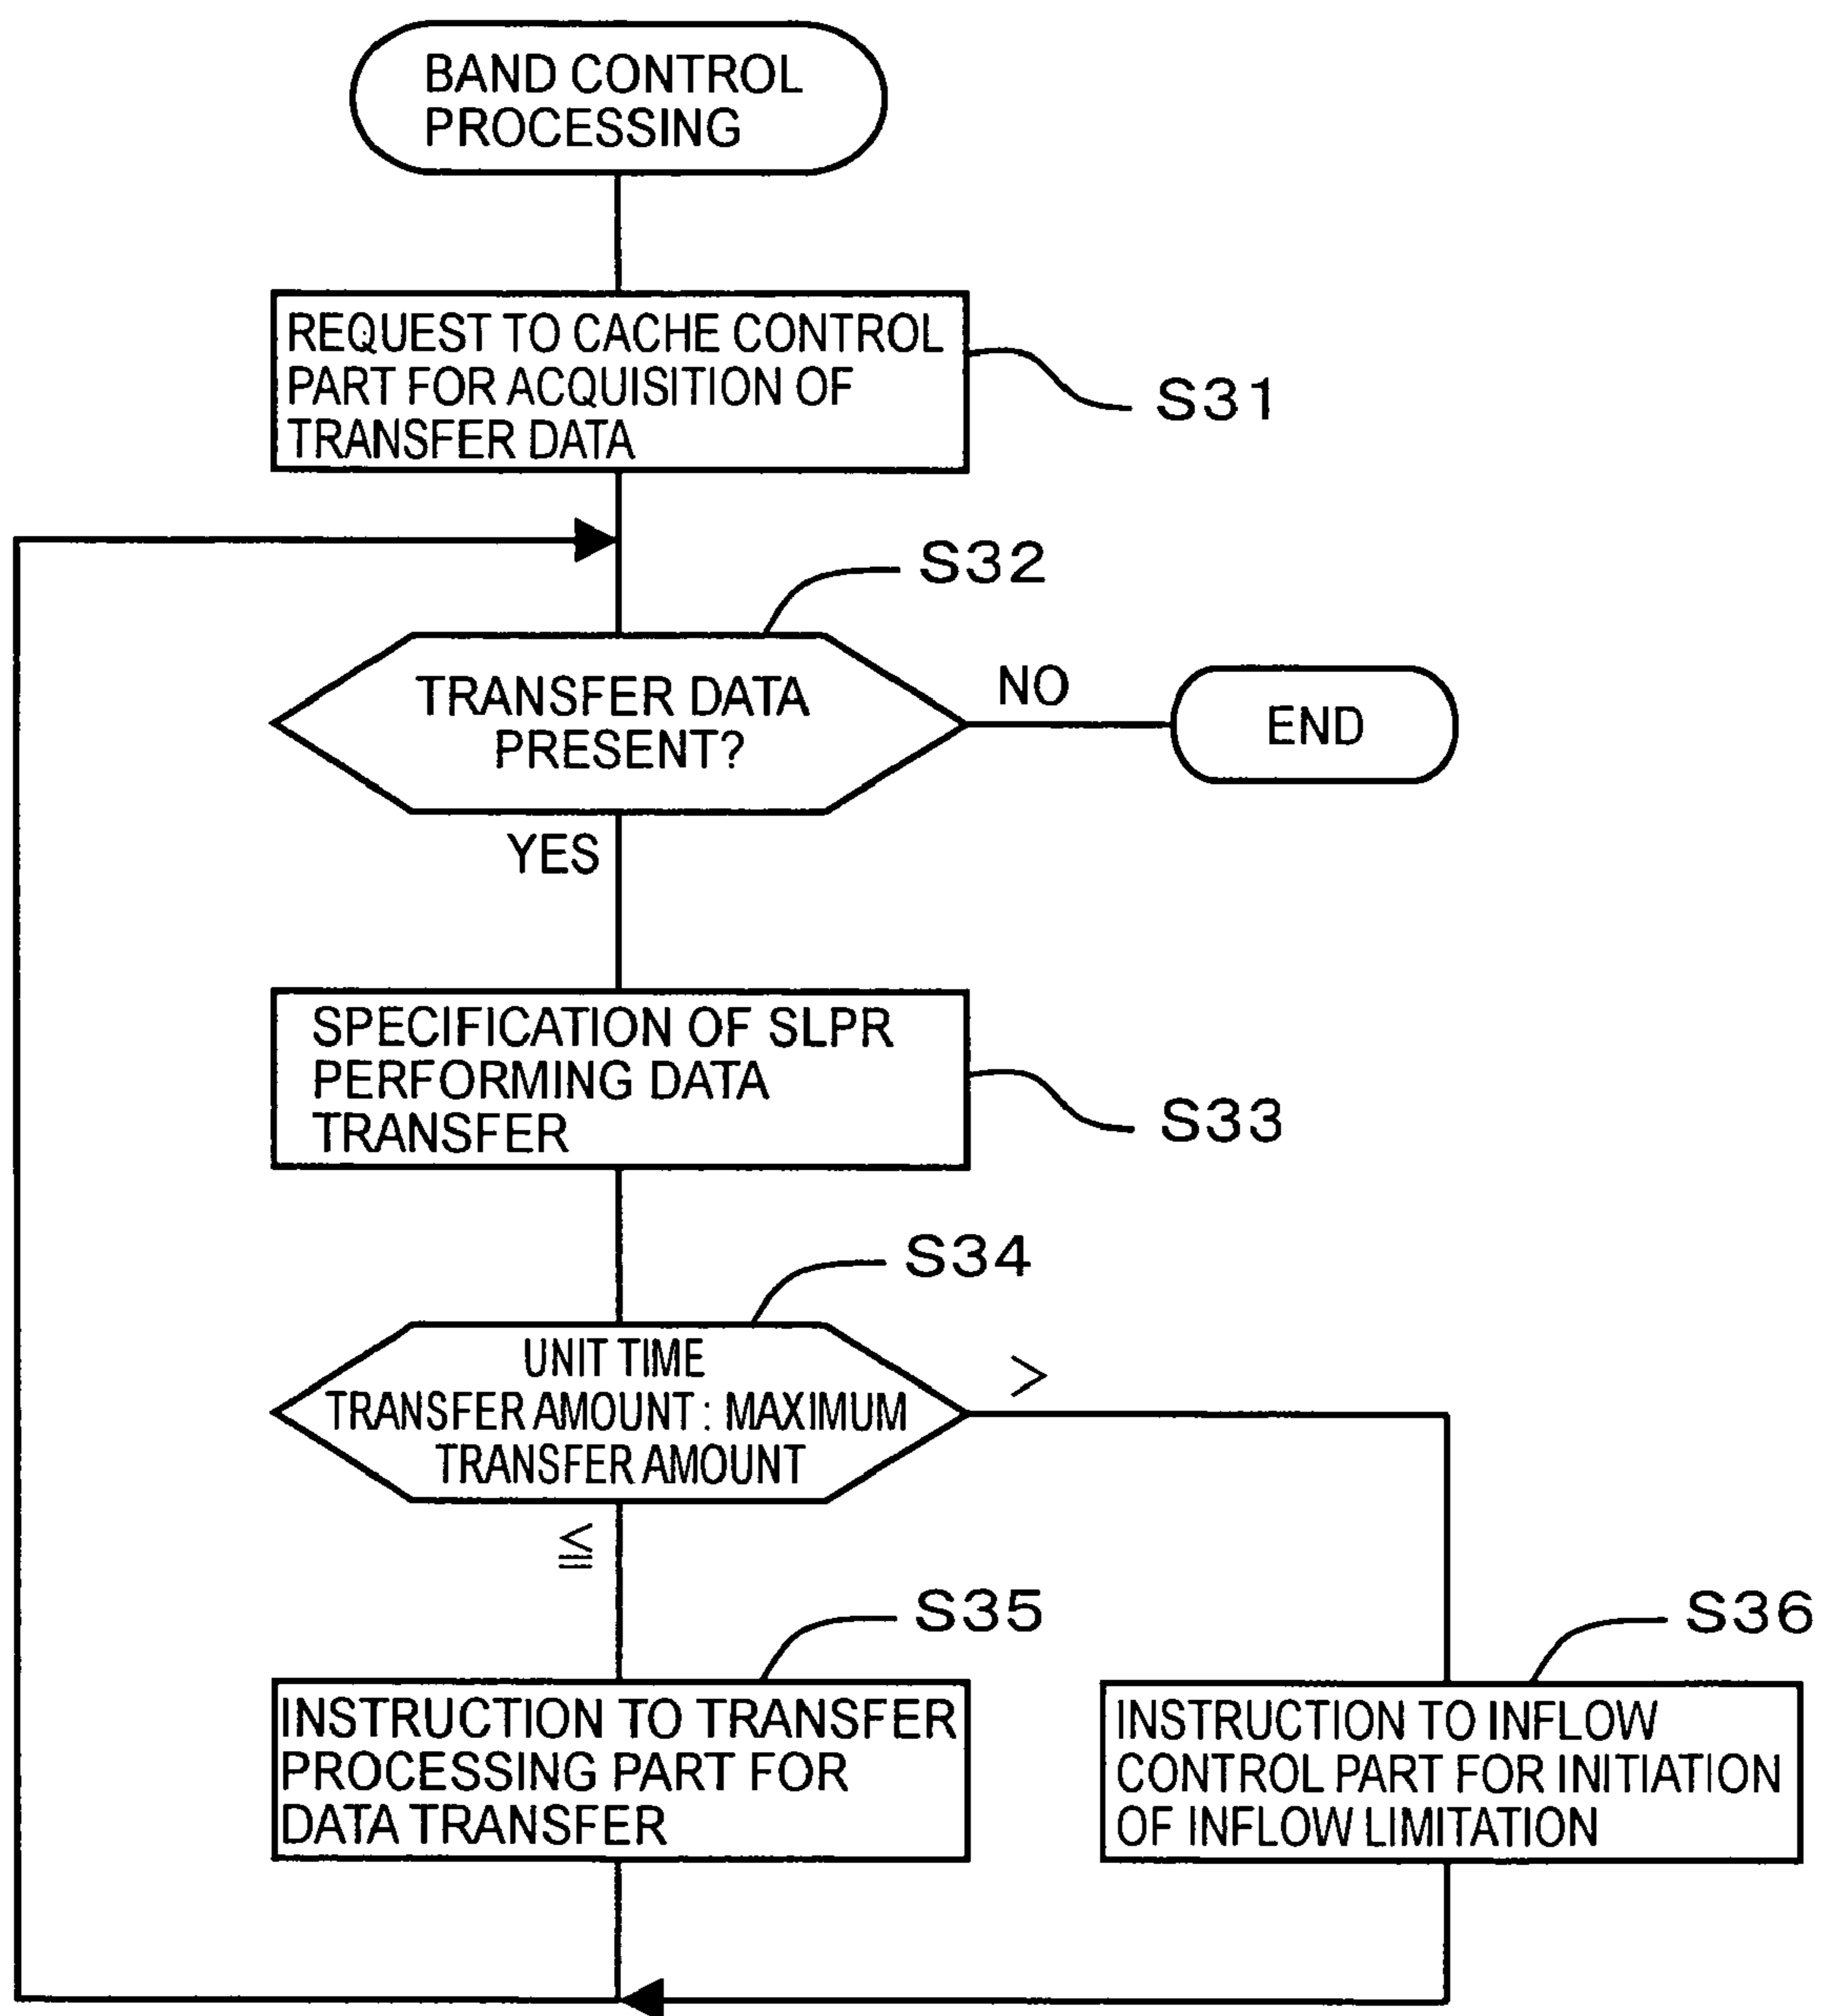 BAND CONTROL
PROCESSING
REQUEST TO CACHE CONTROL
PART FOR ACQUISITION OF
TRANSFER DATA
S31
S32
TRANSFER DATA
PRESENT?
NO
END
YES
SPECIFICATION OF SLPR
PERFORMING DATA
TRANSFER
S33
S34
UNIT TIME
TRANSFER AMOUNT : MAXIMUM
TRANSFER AMOUNT
>
≦
S35
INSTRUCTION TO TRANSFER
PROCESSING PART FOR
DATA TRANSFER
S36
INSTRUCTION TO INFLOW
CONTROL PART FOR INITIATION
OF INFLOW LIMITATION